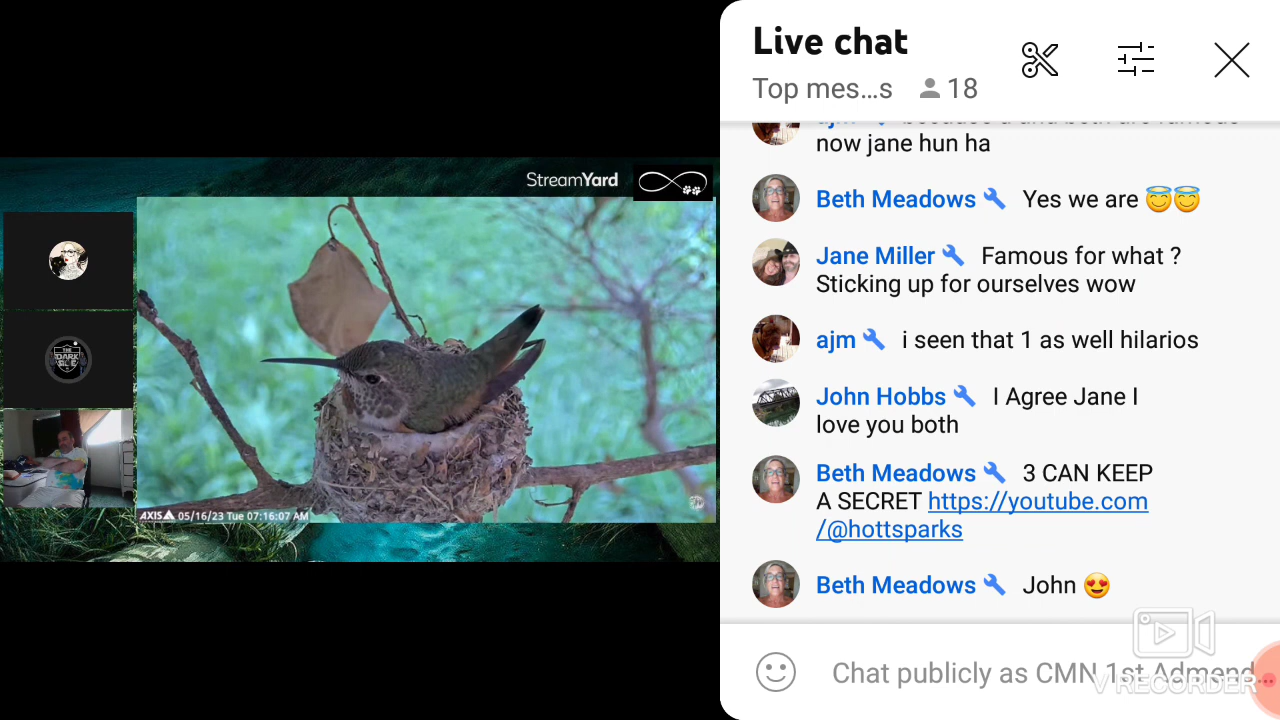 Live chat
Top mes...s 18
now jane hun ha
Beth Meadows Yes we are 😇😇
Jane Miller Famous for what ?
Sticking up for ourselves wow
ajm i seen that 1 as well hilarios
John Hobbs I Agree Jane I
love you both
Beth Meadows 3 CAN KEEP
A SECRET https://youtube.com
/@hottsparks
Beth Meadows John 😍
Chat publicly as CMN 1st Admend...
V RECORDER
StreamYard
THE
DARK
AXIS 05/16/23 Tue 07:16:07 AM